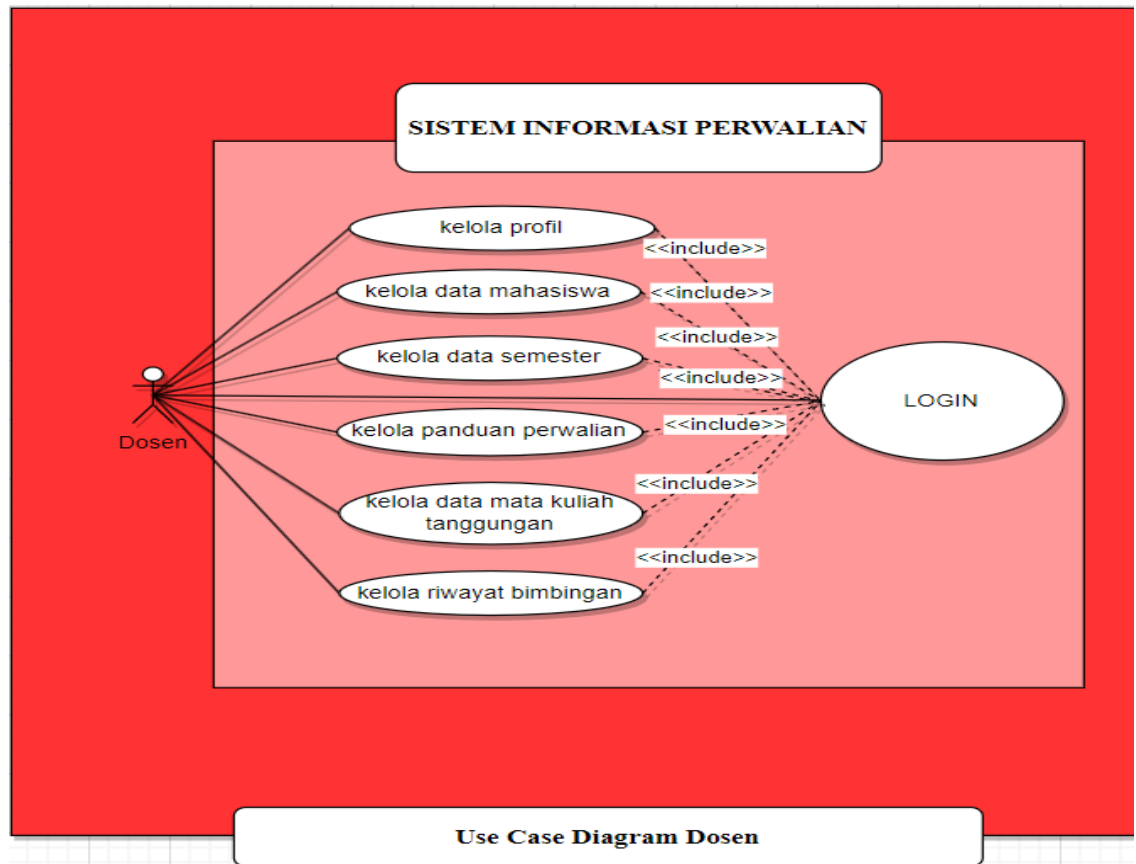 SISTEM INFORMASI PERWALIAN
kelola profil
<<include>>
kelola data mahasiswa
<<include>>
<<include>>
kelola data semester
<<include>>
LOGIN
Dosen
kelola panduan perwalian
<<include>>
kelola data mata kuliah
tanggungan
<<include>>
<<include>>
kelola riwayat bimbingan
Use Case Diagram Dosen